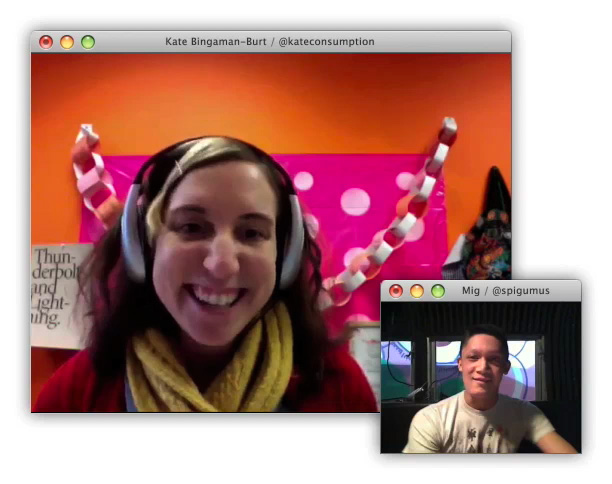 Kate Bingaman-Burt / @kateconsumption
Thun-
derbolt
and
Light-
ning.
Mig / @spigumus